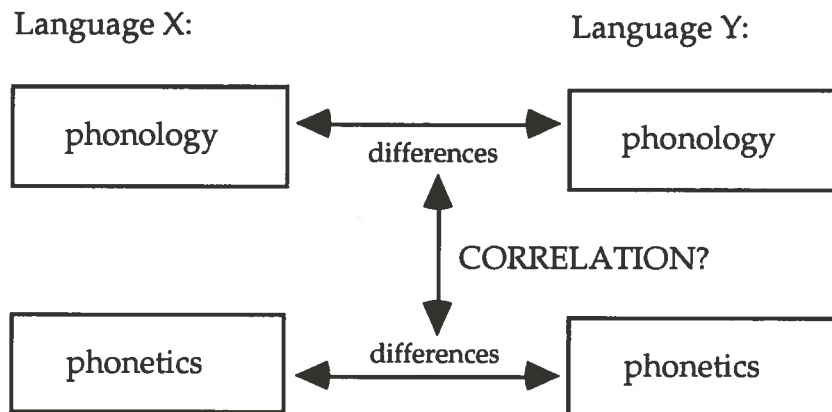 Language X:
Language Y:
phonology
differences
phonology
CORRELATION?
phonetics
differences
phonetics